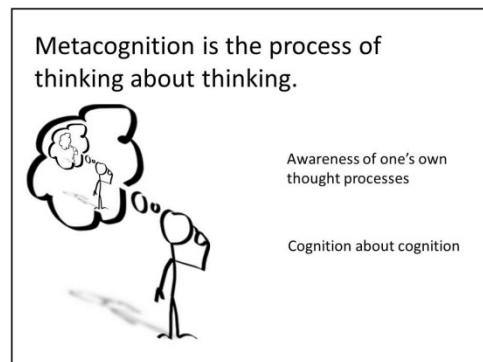 Metacognition is the process of
thinking about thinking.
Awareness of one's own
thought processes
Cognition about cognition